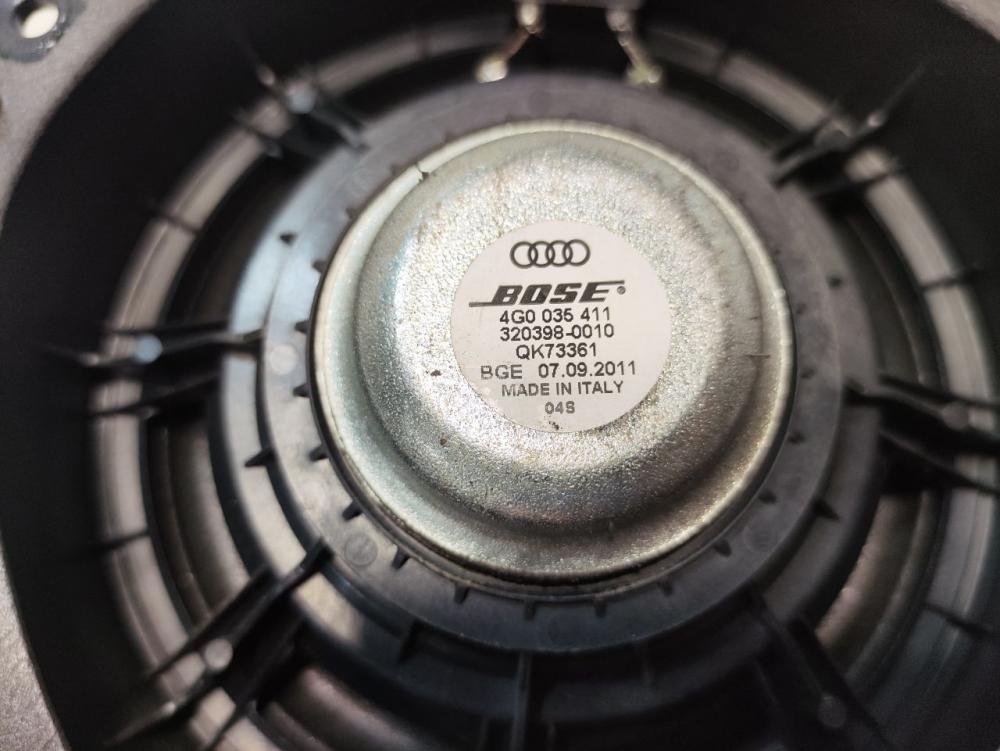 BOSE®
4G0 035 411
320398-0010
QK73361
BGE 07.09.2011
MADE IN ITALY
04S